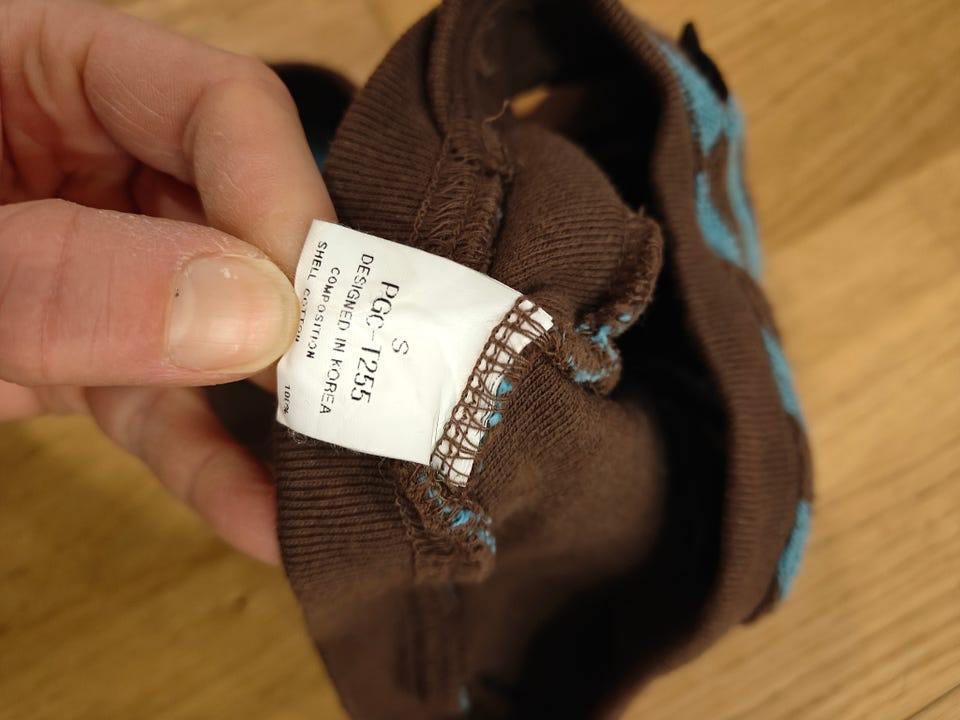 S
PGC-T255
DESIGNED IN KOREA
COMPOSITION
SHELL COTTON 100%